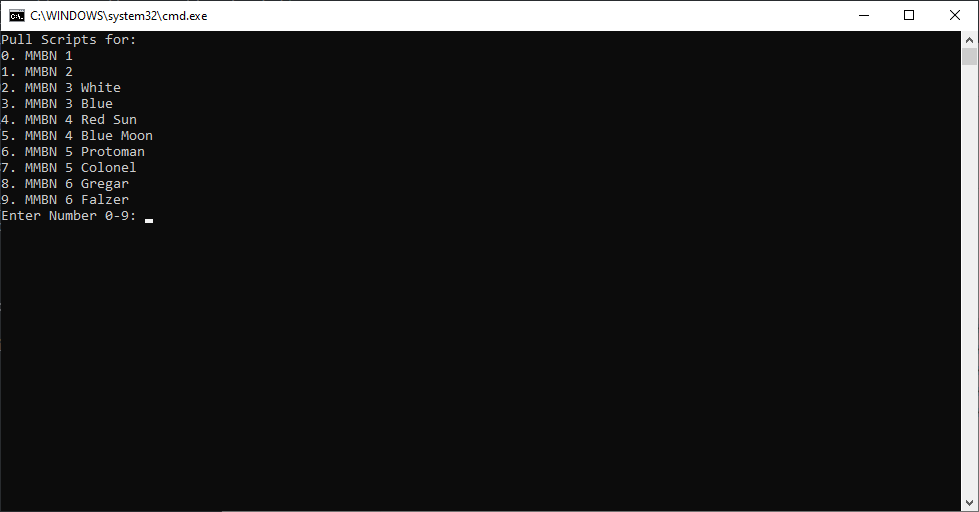 C:\WINDOWS\system32\cmd.exe
Pull Scripts for:
0. MMBN 1
1. MMBN 2
2. MMBN 3 White
3. MMBN 3 Blue
4. MMBN 4 Red Sun
5. MMBN 4 Blue Moon
6. MMBN 5 Protoman
7. MMBN 5 Colonel
8. MMBN 6 Gregar
9. MMBN 6 Falzer
Enter Number 0-9: